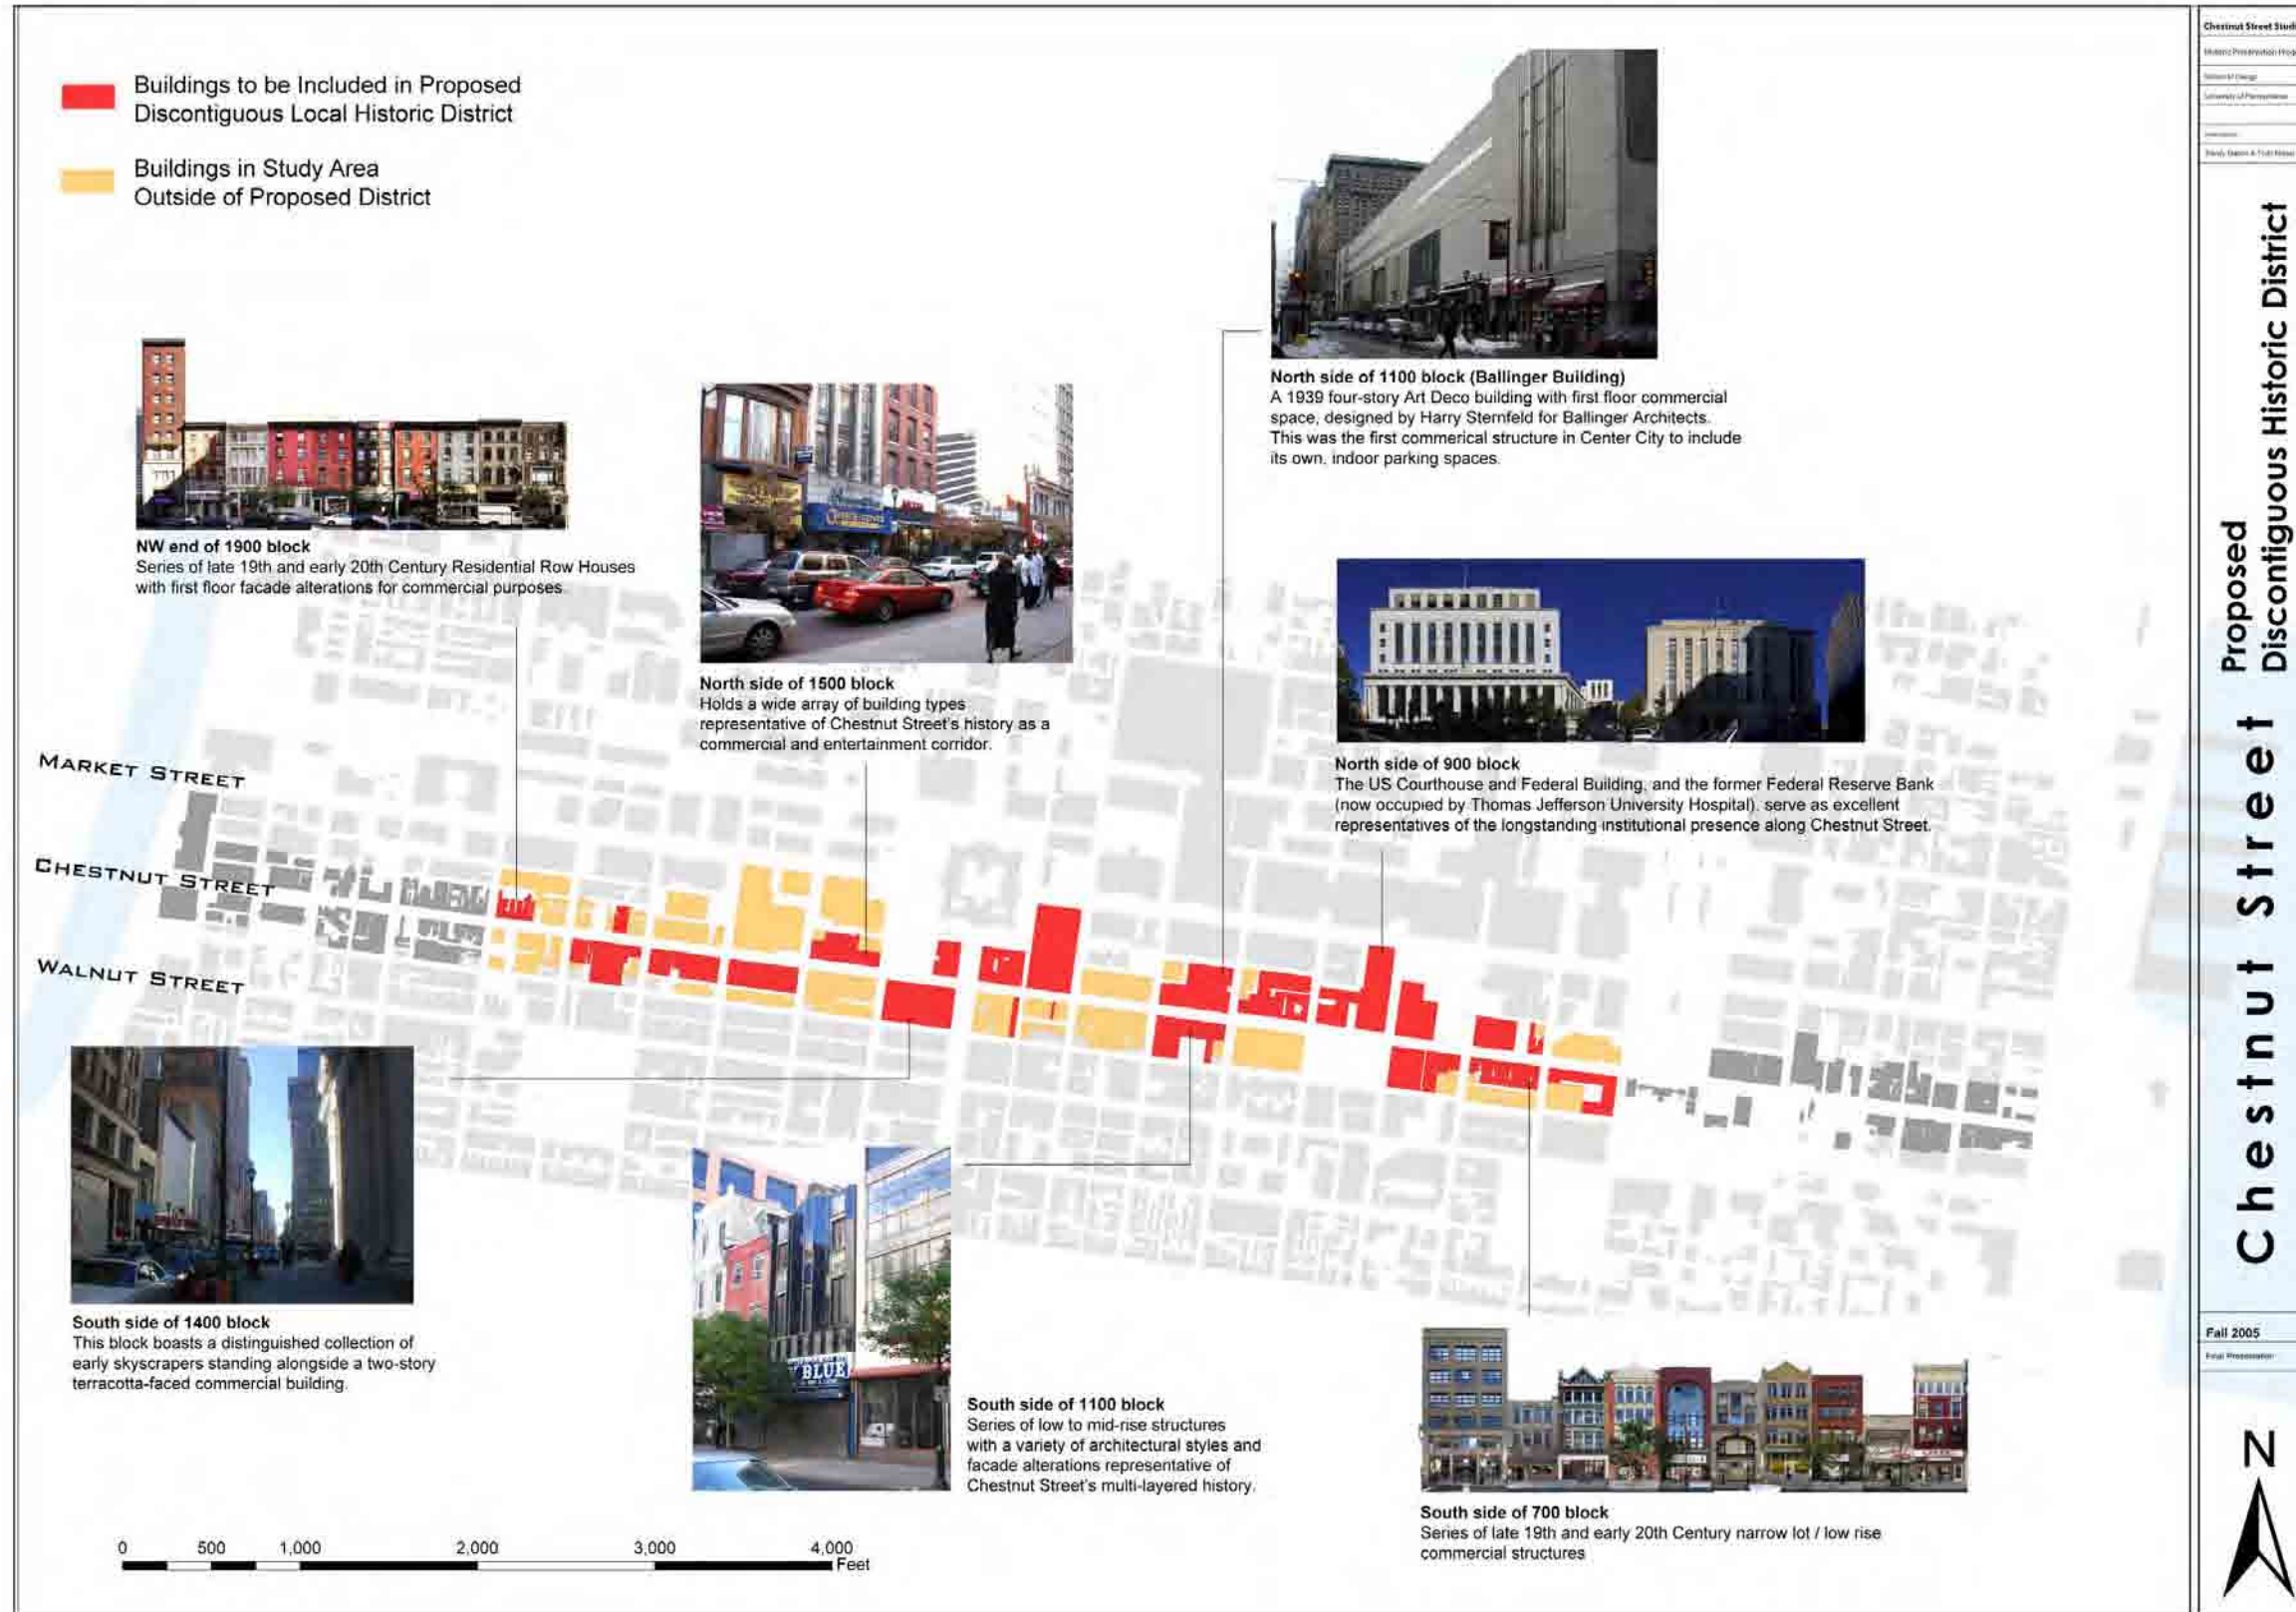 Buildings to be Included in Proposed
Discontiguous Local Historic District
Buildings in Study Area
Outside of Proposed District
NW end of 1900 block
Series of late 19th and early 20th Century Residential Row Houses
with first floor facade alterations for commercial purposes.
North side of 1500 block
Holds a wide array of building types
representative of Chestnut Street's history as a
commercial and entertainment corridor.
North side of 1100 block (Ballinger Building)
A 1939 four-story Art Deco building with first floor commercial
space, designed by Harry Sternfeld for Ballinger Architects.
This was the first commerical structure in Center City to include
its own, indoor parking spaces.
North side of 900 block
The US Courthouse and Federal Building, and the former Federal Reserve Bank
(now occupied by Thomas Jefferson University Hospital), serve as excellent
representatives of the longstanding institutional presence along Chestnut Street.
MARKET STREET
CHESTNUT STREET
WALNUT STREET
South side of 1400 block
This block boasts a distinguished collection of
early skyscrapers standing alongside a two-story
terracotta-faced commercial building.
BLUE
South side of 1100 block
Series of low to mid-rise structures
with a variety of architectural styles and
facade alterations representative of
Chestnut Street's multi-layered history.
South side of 700 block
Series of late 19th and early 20th Century narrow lot / low rise
commercial structures
0 500 1,000 2,000 3,000 4,000
Feet
Chestnut Street Studi
University of Pennsylvania
Proposed
Discontiguous Historic District
Chestnut Street
Fall 2005
Final Presentation
N